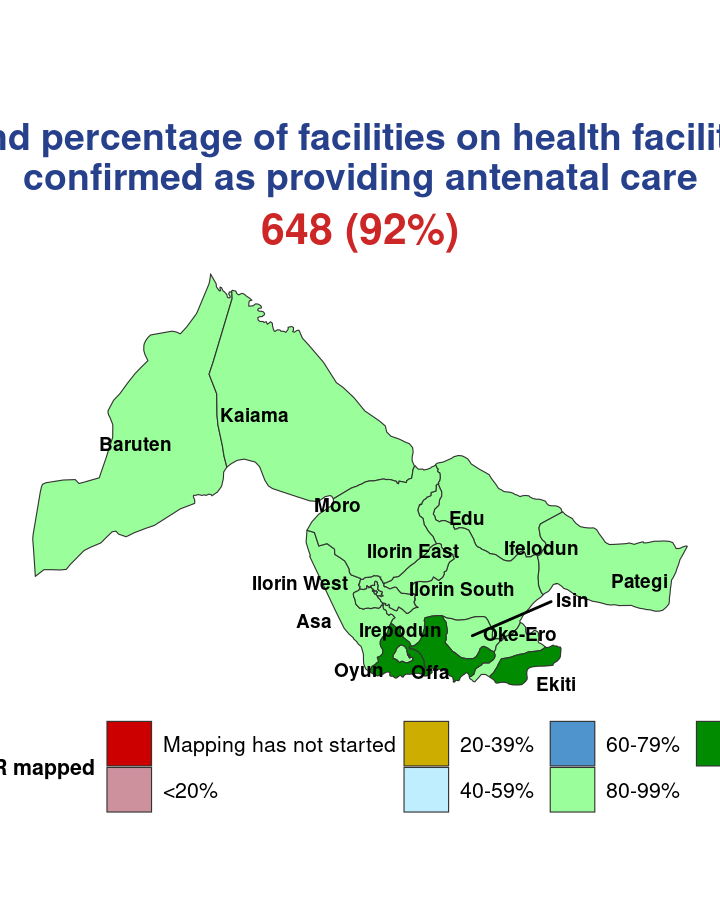 nd percentage of facilities on health facilit
confirmed as providing antenatal care
648 (92%)
Kaiama
Baruten
Moro
Edu
Ilorin East
Ifelodun
Ilorin West
Ilorin South
Pategi
Isin
Asa
Irepodun
Oke-Ero
Oyun
Offa
Ekiti
R mapped
Mapping has not started
20-39%
60-79%
<20%
40-59%
80-99%